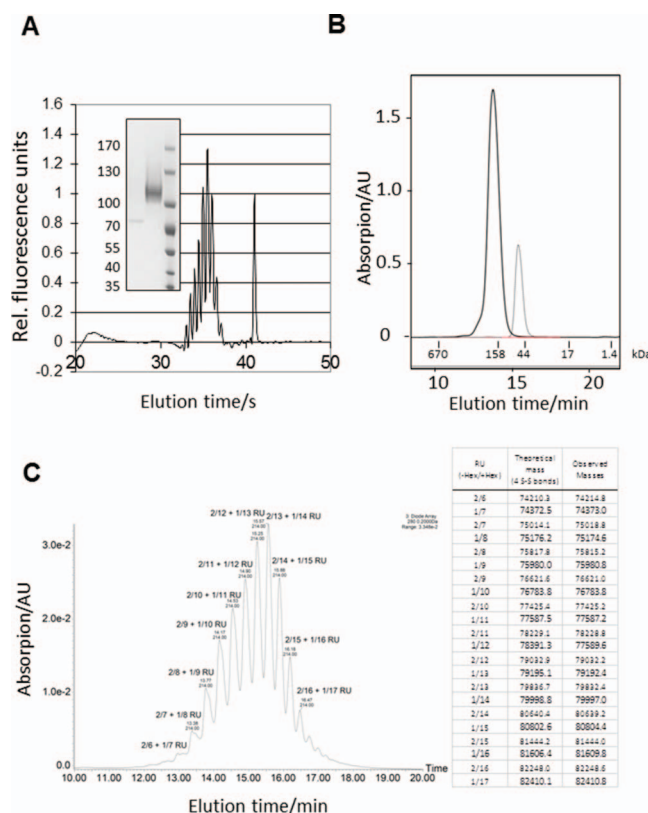 A
B
1.6
1.4
1.2
1
0.8
0.6
0.4
0.2
0
-0.2
Rel. fluorescence units
170
130
100
70
55
40
35
20
30
40
50
Elution time/s
1.5
1.0
0.5
0
Absorpion/AU
670
158
44
17
1.4
kDa
10
15
20
Elution time/min
C
3.0e-2
2.0e-2
1.0e-2
0.0
Absorpion/AU
2/12 + 1/13 RU
2/13 + 1/14 RU
2/11 + 1/12 RU
2/14 + 1/15 RU
2/10 + 1/11 RU
2/9 + 1/10 RU
2/15 + 1/16 RU
2/8 + 1/9 RU
2/16 + 1/17 RU
2/7 + 1/8 RU
2/6 + 1/7 RU
Time
10.00 11.00 12.00 13.00 14.00 15.00 16.00 17.00 18.00 19.00 20.00
Elution time/min
RU Theoretical Observed
mass Masses
2/6 74210.3 74214.8
1/7 74372.5 74373.0
2/7 75014.1 75018.8
1/8 75176.2 75174.6
2/8 75817.8 75815.2
1/9 75980.0 75980.8
2/9 76621.6 76621.0
1/10 76783.8 76783.8
2/10 77425.4 77425.2
1/11 77587.5 77587.2
2/11 78229.1 78228.8
1/12 78391.3 77589.6
2/12 79032.9 79032.2
1/13 79195.1 79192.4
2/13 79836.7 79832.4
1/14 79998.8 79997.0
2/14 80640.4 80639.2
1/15 80802.6 80804.4
2/15 81444.2 81444.0
1/16 81606.4 81609.8
2/16 82248.0 82248.6
1/17 82410.1 82410.8